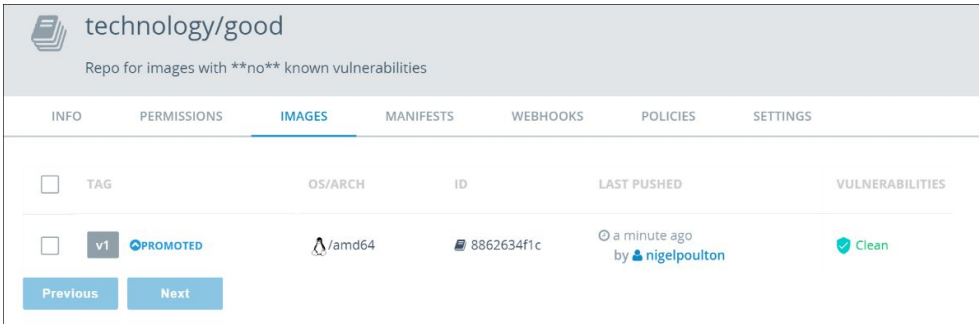 technology/good
Repo for images with **no** known vulnerabilities
INFO PERMISSIONS IMAGES MANIFESTS WEBHOOKS POLICIES SETTINGS
TAG OS/ARCH ID LAST PUSHED VULNERABILITIES
v1 PROMOTED /amd64 8862634f1c a minute ago Clean
by nigelpoulton
Previous Next